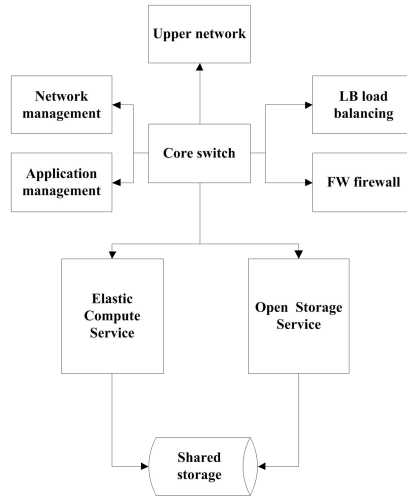 Upper network
Network
management
LB load
balancing
Core switch
Application
management
FW firewall
Elastic
Compute
Service
Open Storage
Service
Shared
storage